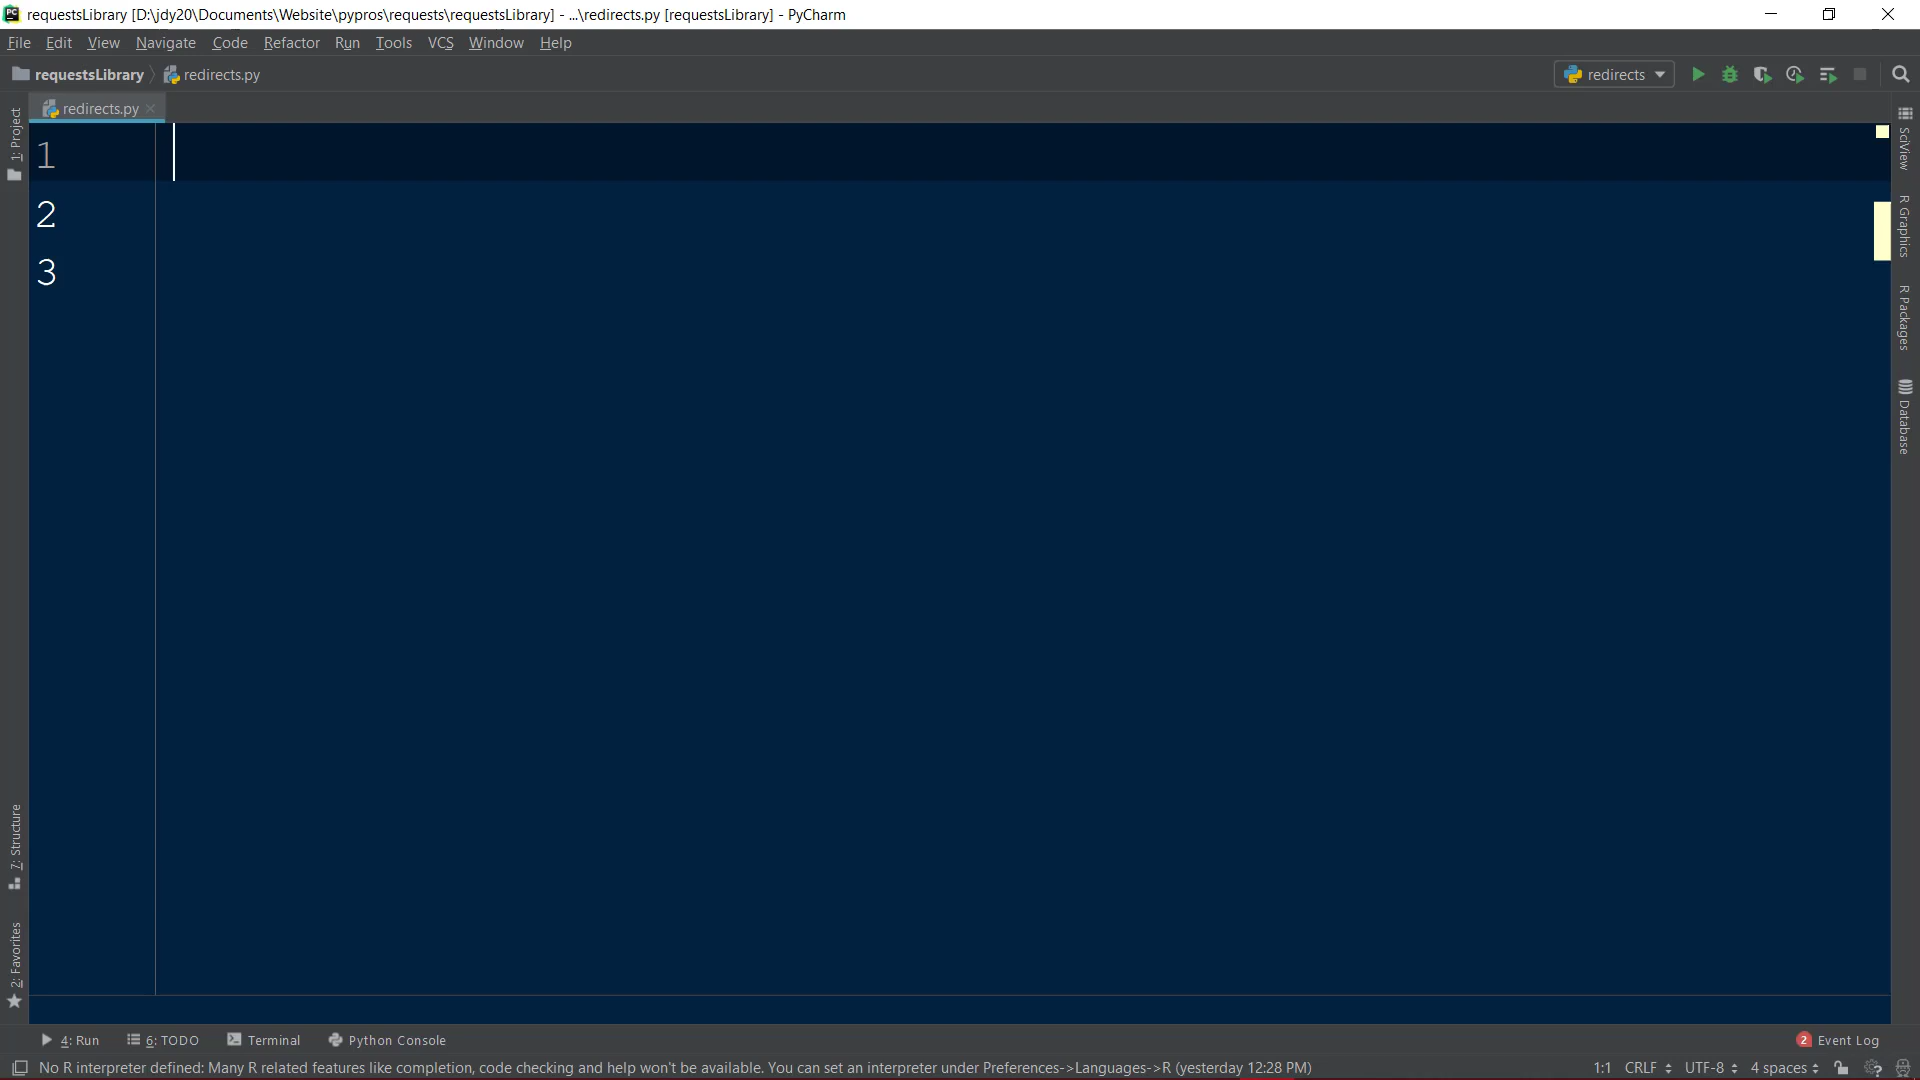 requestsLibrary [D:\jdy20\Documents\Website\pypros\requests\requestsLibrary] - ...\redirects.py [requestsLibrary] - PyCharm
File Edit View Navigate Code Refactor Run Tools VCS Window Help
requestsLibrary redirects.py redirects
redirects.py
1: Project
1
2
3
SciView
R Graphics
R Packages
Database
7: Structure
2: Favorites
4: Run 6: TODO Terminal Python Console 2 Event Log
No R interpreter defined: Many R related features like completion, code checking and help won't be available. You can set an interpreter under Preferences->Languages->R (yesterday 12:28 PM) 1:1 CRLF UTF-8 4 spaces